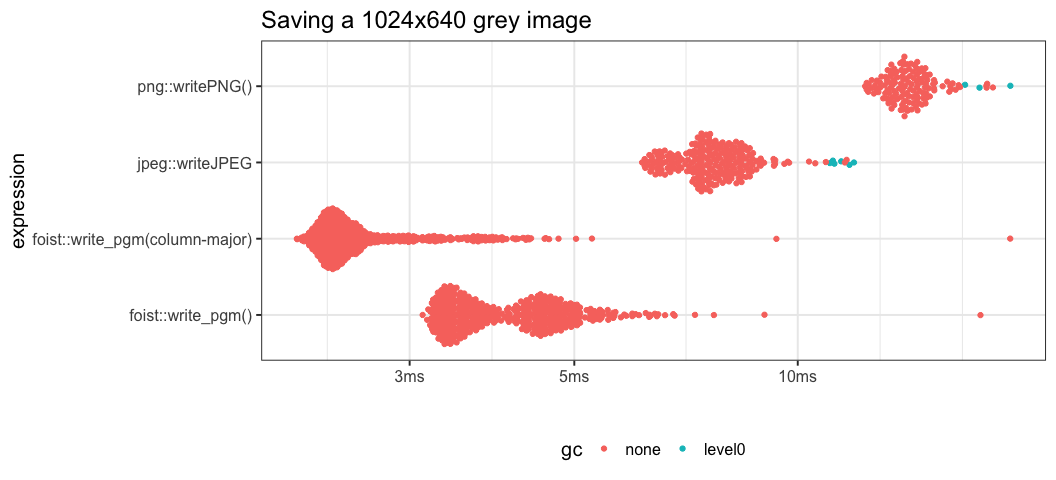 Saving a 1024x640 grey image
expression
png::writePNG()
jpeg::writeJPEG
foist::write_pgm(column-major)
foist::write_pgm()
3ms 5ms 10ms
gc none level0